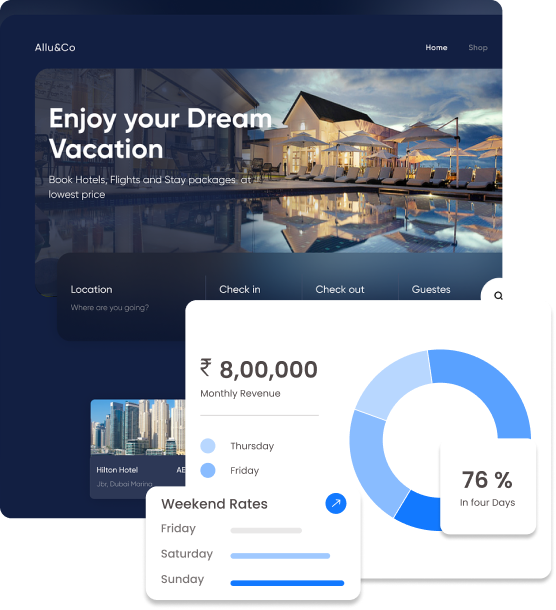 Allu&Co
Home Shop
Enjoy your Dream
Vacation
Book Hotels, Flights and Stay packages at
lowest price
Location Check in Check out Guestes
Where are you going?
₹ 8,00,000
Monthly Revenue
Thursday
Friday
76 %
In four Days
Hilton Hotel AE
Jbr, Dubai Marina
Weekend Rates
Friday
Saturday
Sunday